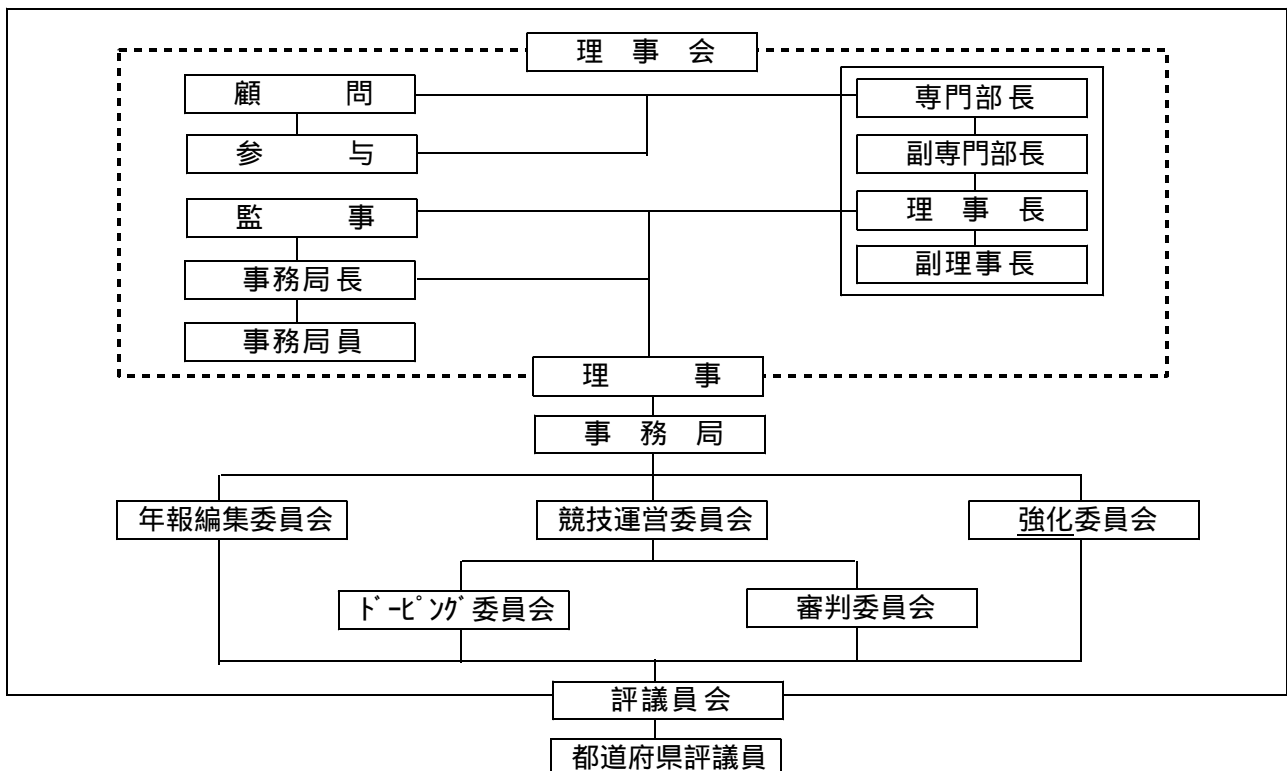 理事会
顧問
専門部長
参与
副専門部長
監事
理事長
事務局長
副理事長
事務局員
理事
事務局
年報編集委員会
競技運営委員会
強化委員会
ﾄﾞｰﾋﾟﾝｸﾞ委員会
審判委員会
評議員会
都道府県評議員